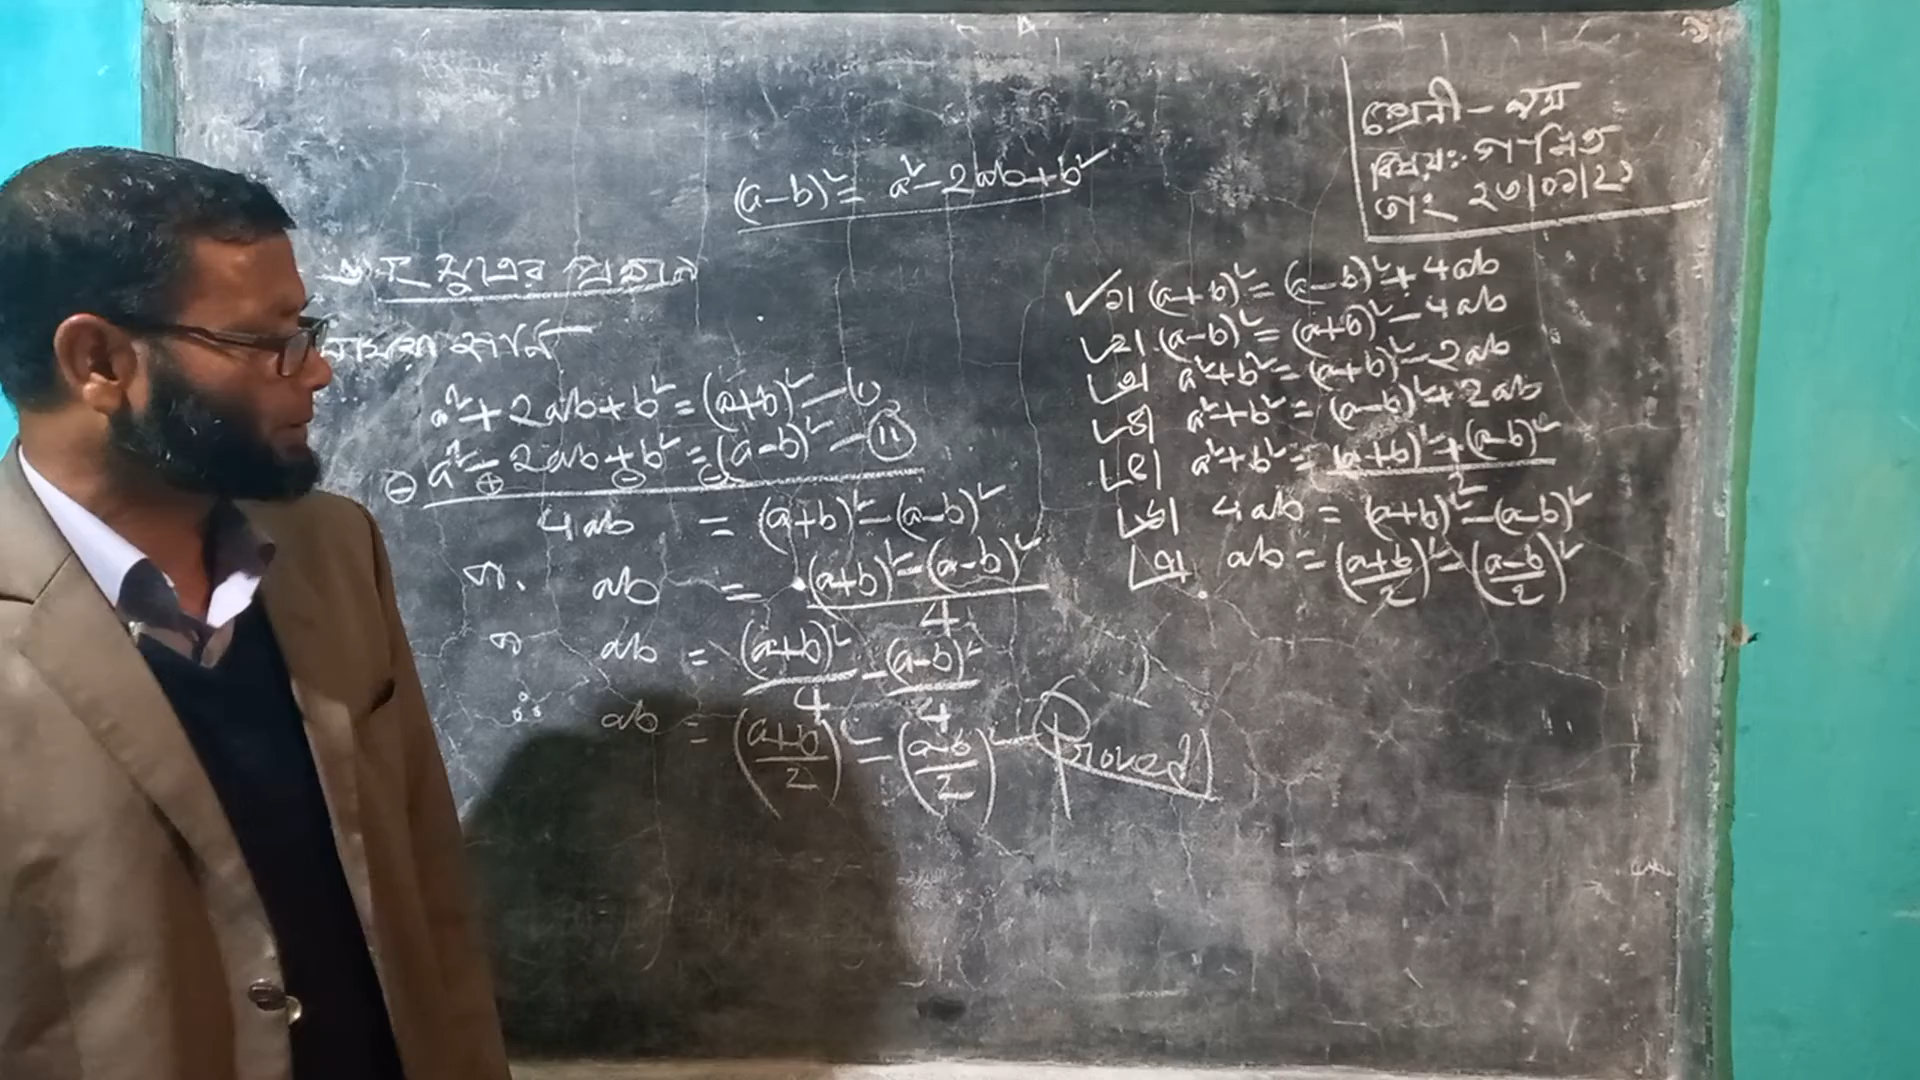 (a-b)² = a² - 2ab + b²
শ্রেনী - ৮ম
বিষয়ঃ গণিত
তাং ২৩/০১/২১
সূত্রের প্রমান
আমরা জানি
a² + 2ab + b² = (a+b)² - (i)
a² - 2ab + b² = (a-b)² - (ii)
⊖ ⊕ ⊖ ⊖
4ab = (a+b)² - (a-b)²
বা, ab = (a+b)² - (a-b)² / 4
বা ab = (a+b)²/4 - (a-b)²/4
∴ ab = (a+b/2)² - (a-b/2)² - (Proved)
১। (a+b)² = (a-b)² + 4ab
২। (a-b)² = (a+b)² - 4ab
৩। a² + b² = (a+b)² - 2ab
৪। a² + b² = (a-b)² + 2ab
৫। a² + b² = (a+b)² + (a-b)² / 2
৬। 4ab = (a+b)² - (a-b)²
৭। ab = (a+b/2)² - (a-b/2)²